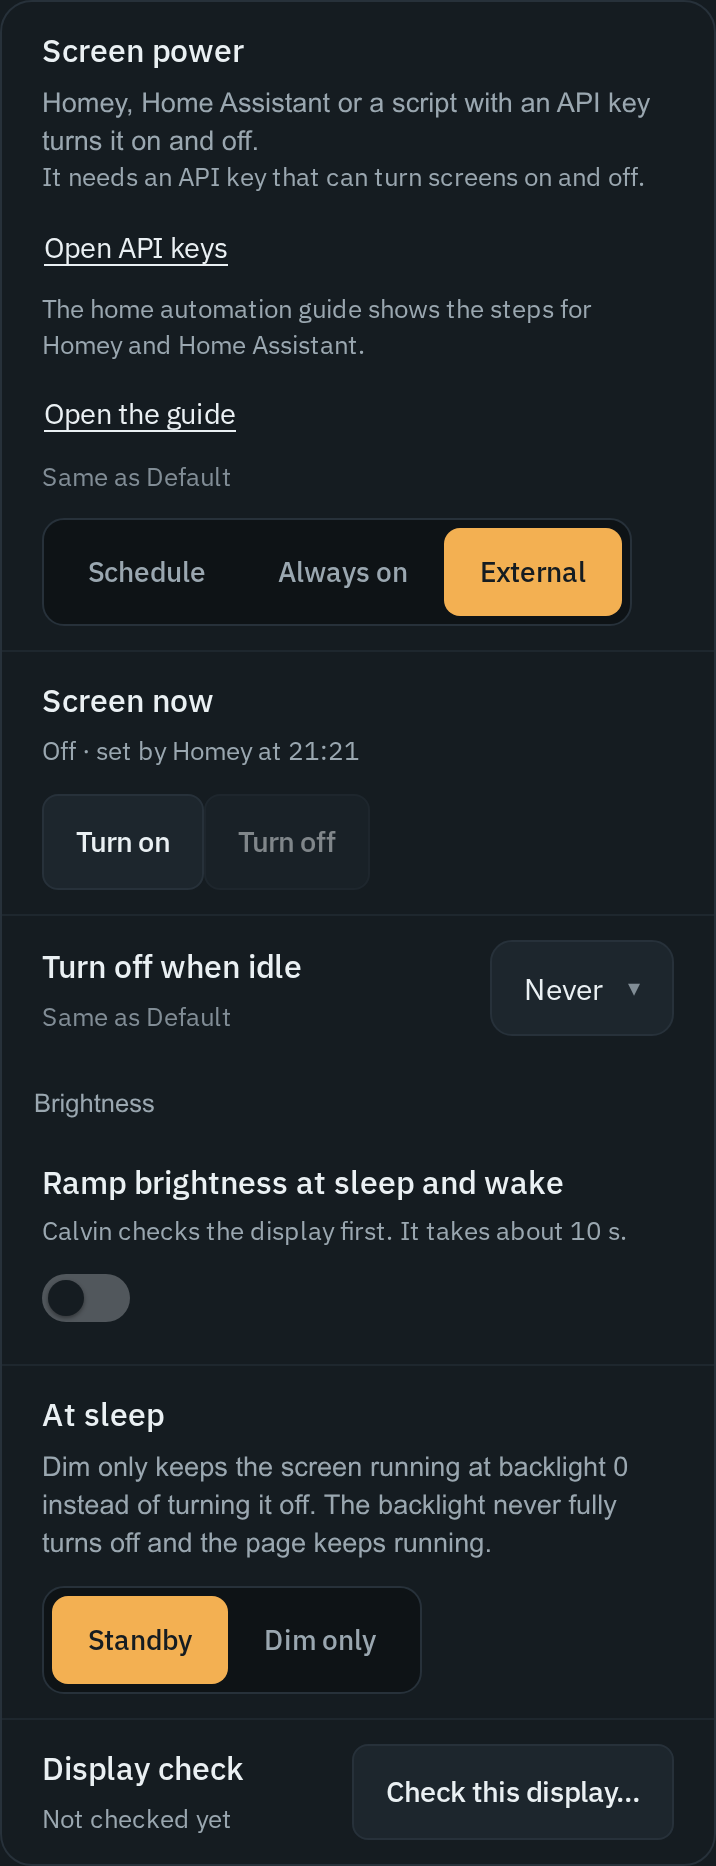 Screen power
Homey, Home Assistant or a script with an API key
turns it on and off.
It needs an API key that can turn screens on and off.
Open API keys
The home automation guide shows the steps for
Homey and Home Assistant.
Open the guide
Same as Default
Schedule Always on External
Screen now
Off · set by Homey at 21:21
Turn on Turn off
Turn off when idle
Never ▼
Same as Default
Brightness
Ramp brightness at sleep and wake
Calvin checks the display first. It takes about 10 s.
At sleep
Dim only keeps the screen running at backlight 0
instead of turning it off. The backlight never fully
turns off and the page keeps running.
Standby Dim only
Display check
Check this display...
Not checked yet